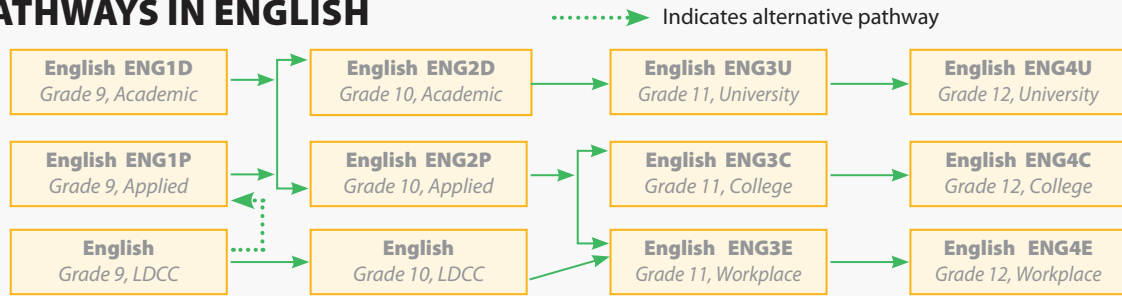 ATHWAYS IN ENGLISH
Indicates alternative pathway
English ENG1D
Grade 9, Academic
English ENG2D
Grade 10, Academic
English ENG3U
Grade 11, University
English ENG4U
Grade 12, University
English ENG1P
Grade 9, Applied
English ENG2P
Grade 10, Applied
English ENG3C
Grade 11, College
English ENG4C
Grade 12, College
English
Grade 9, LDCC
English
Grade 10, LDCC
English ENG3E
Grade 11, Workplace
English ENG4E
Grade 12, Workplace